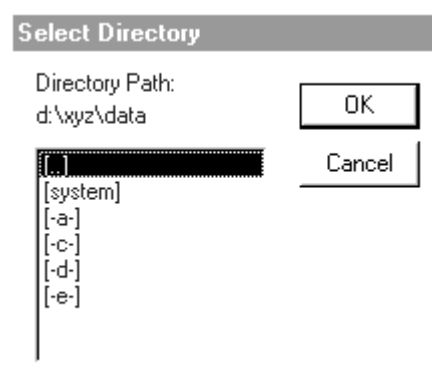 Select Directory
Directory Path:
d:\xyz\data
OK
Cancel
[..]
[system]
[-a-]
[-c-]
[-d-]
[-e-]